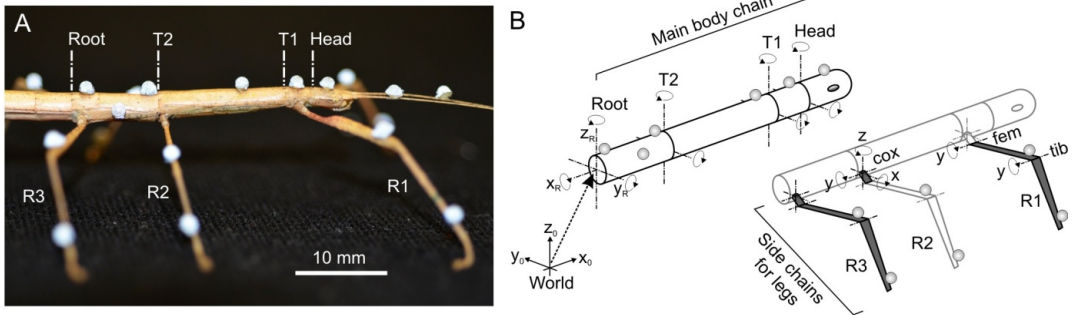 A
Root
T2
T1
Head
R3
R2
R1
10 mm
B
Main body chain
Head
T1
T2
Root
zR
xR
yR
z0
y0
x0
World
z
cox
fem
tib
y
x
y
y
R1
R2
R3
Side chains
for legs